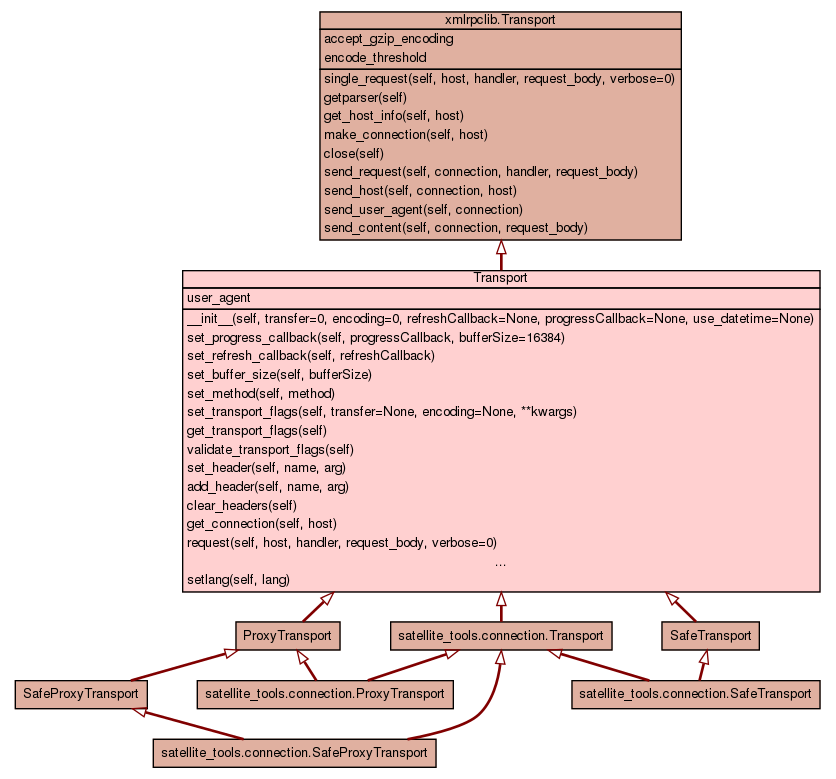 xmlrpclib.Transport
accept_gzip_encoding
encode_threshold
single_request(self, host, handler, request_body, verbose=0)
getparser(self)
get_host_info(self, host)
make_connection(self, host)
close(self)
send_request(self, connection, handler, request_body)
send_host(self, connection, host)
send_user_agent(self, connection)
send_content(self, connection, request_body)
Transport
user_agent
__init__(self, transfer=0, encoding=0, refreshCallback=None, progressCallback=None, use_datetime=None)
set_progress_callback(self, progressCallback, bufferSize=16384)
set_refresh_callback(self, refreshCallback)
set_buffer_size(self, bufferSize)
set_method(self, method)
set_transport_flags(self, transfer=None, encoding=None, **kwargs)
get_transport_flags(self)
validate_transport_flags(self)
set_header(self, name, arg)
add_header(self, name, arg)
clear_headers(self)
get_connection(self, host)
request(self, host, handler, request_body, verbose=0)
...
setlang(self, lang)
ProxyTransport
satellite_tools.connection.Transport
SafeTransport
SafeProxyTransport
satellite_tools.connection.ProxyTransport
satellite_tools.connection.SafeTransport
satellite_tools.connection.SafeProxyTransport